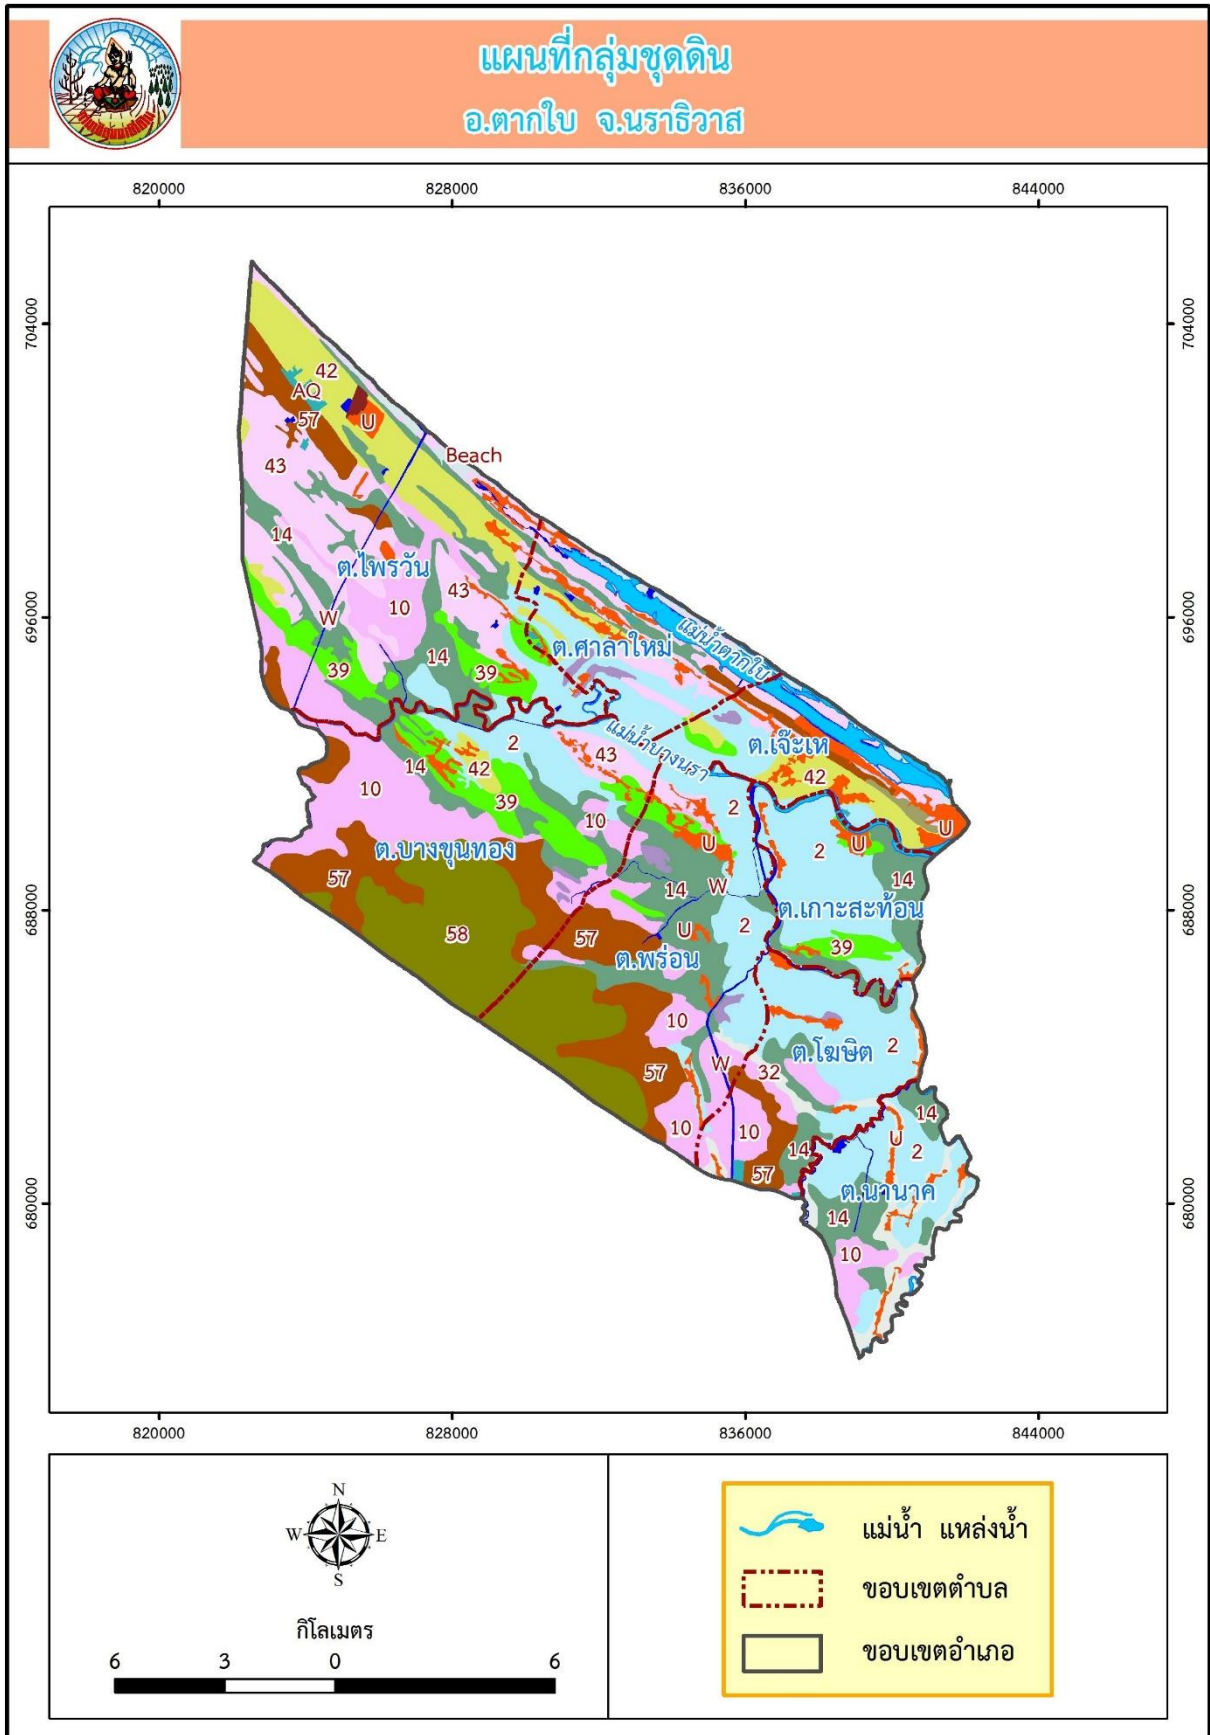 แผนที่กลุ่มชุดดิน
อ.ตากใบ จ.นราธิวาส
820000 828000 836000 844000
704000 704000
696000 696000
688000 688000
680000 680000
42
AQ
57
U
43
Beach
14
ต.ไพรวัน
43
10
W
แม่น้ำตากใบ
ต.ศาลาใหม่
14
39
39
ต.เจ๊ะเห
แม่น้ำบางนรา
2
43
14
42
42
10
39
2
10
U
2
U
U
ต.บางขุนทอง
57
14
W
14
ต.เกาะสะท้อน
58
57
U
2
39
ต.พร่อน
10
2
ต.โฆษิต
57
W
32
14
10
10
U
2
14
57
ต.นานาค
14
10
820000 828000 836000 844000
N
W E
S
กิโลเมตร
6 3 0 6
แม่น้ำ แหล่งน้ำ
ขอบเขตตำบล
ขอบเขตอำเภอ